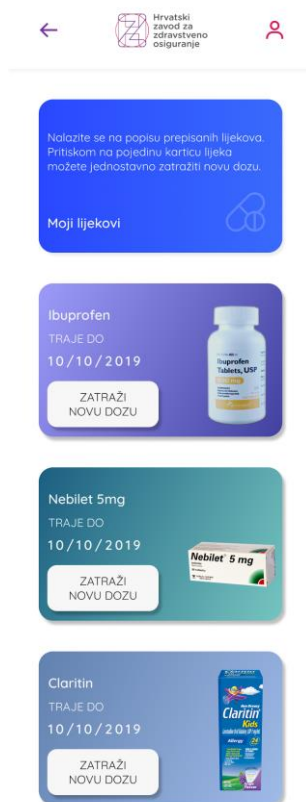 Hrvatski
zavod za
zdravstveno
osiguranje
Nalazite se na popisu prepisanih lijekova.
Pritiskom na pojedinu karticu lijeka
možete jednostavno zatražiti novu dozu.
Moji lijekovi
Ibuprofen
TRAJE DO
10/10/2019
ZATRAŽI
NOVU DOZU
Ibuprofen
Tablets, USP
Nebilet 5mg
TRAJE DO
10/10/2019
ZATRAŽI
NOVU DOZU
Nebilet® 5 mg
Claritin
TRAJE DO
10/10/2019
ZATRAŽI
NOVU DOZU
Claritin
Kids
Allergy
24